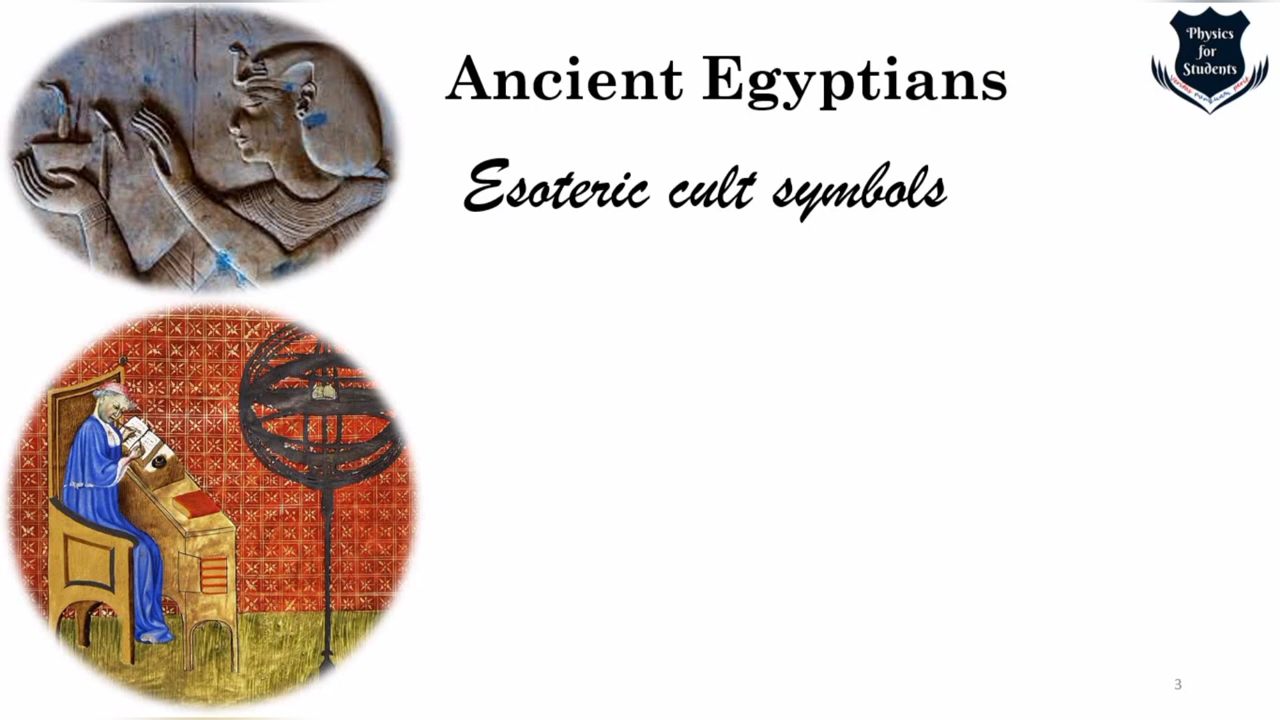 Ancient Egyptians
Esoteric cult symbols
Physics
for
Students
3